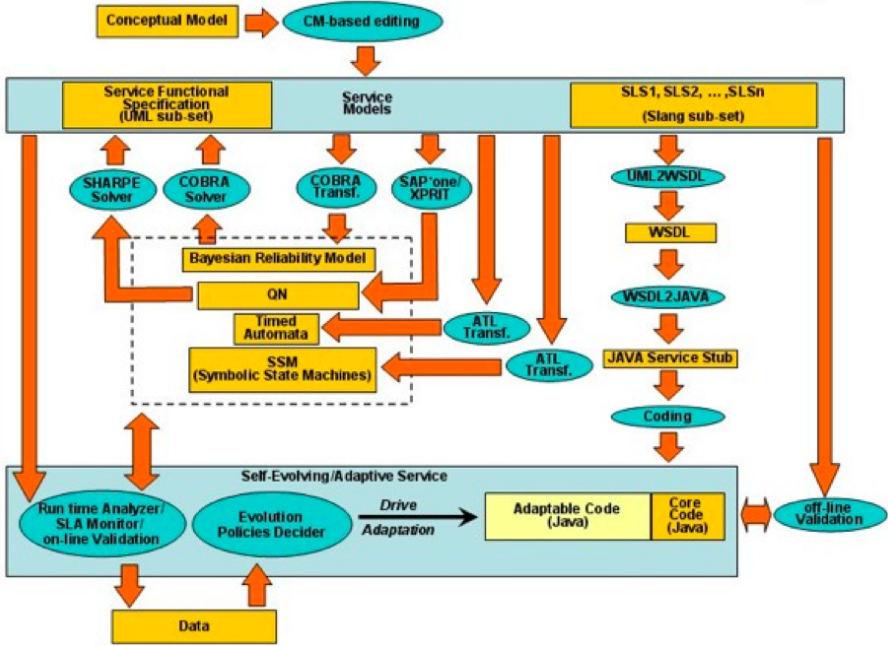 Conceptual Model
CM-based editing
Service Functional
Specification
(UML sub-set)
Service
Models
SLS1, SLS2, ... ,SLSn
(Slang sub-set)
SHARPE
Solver
COBRA
Solver
COBRA
Transf.
SAP*one/
XPRIT
UML2WSDL
WSDL
Bayesian Reliability Model
QN
WSDL2JAVA
Timed
Automata
ATL
Transf.
SSM
(Symbolic State Machines)
ATL
Transf.
JAVA Service Stub
Coding
Self-Evolving/Adaptive Service
Run time Analyzer/
SLA Monitor/
on-line Validation
Evolution
Policies Decider
Drive
Adaptation
Adaptable Code
(Java)
Core
Code
(Java)
off-line
Validation
Data